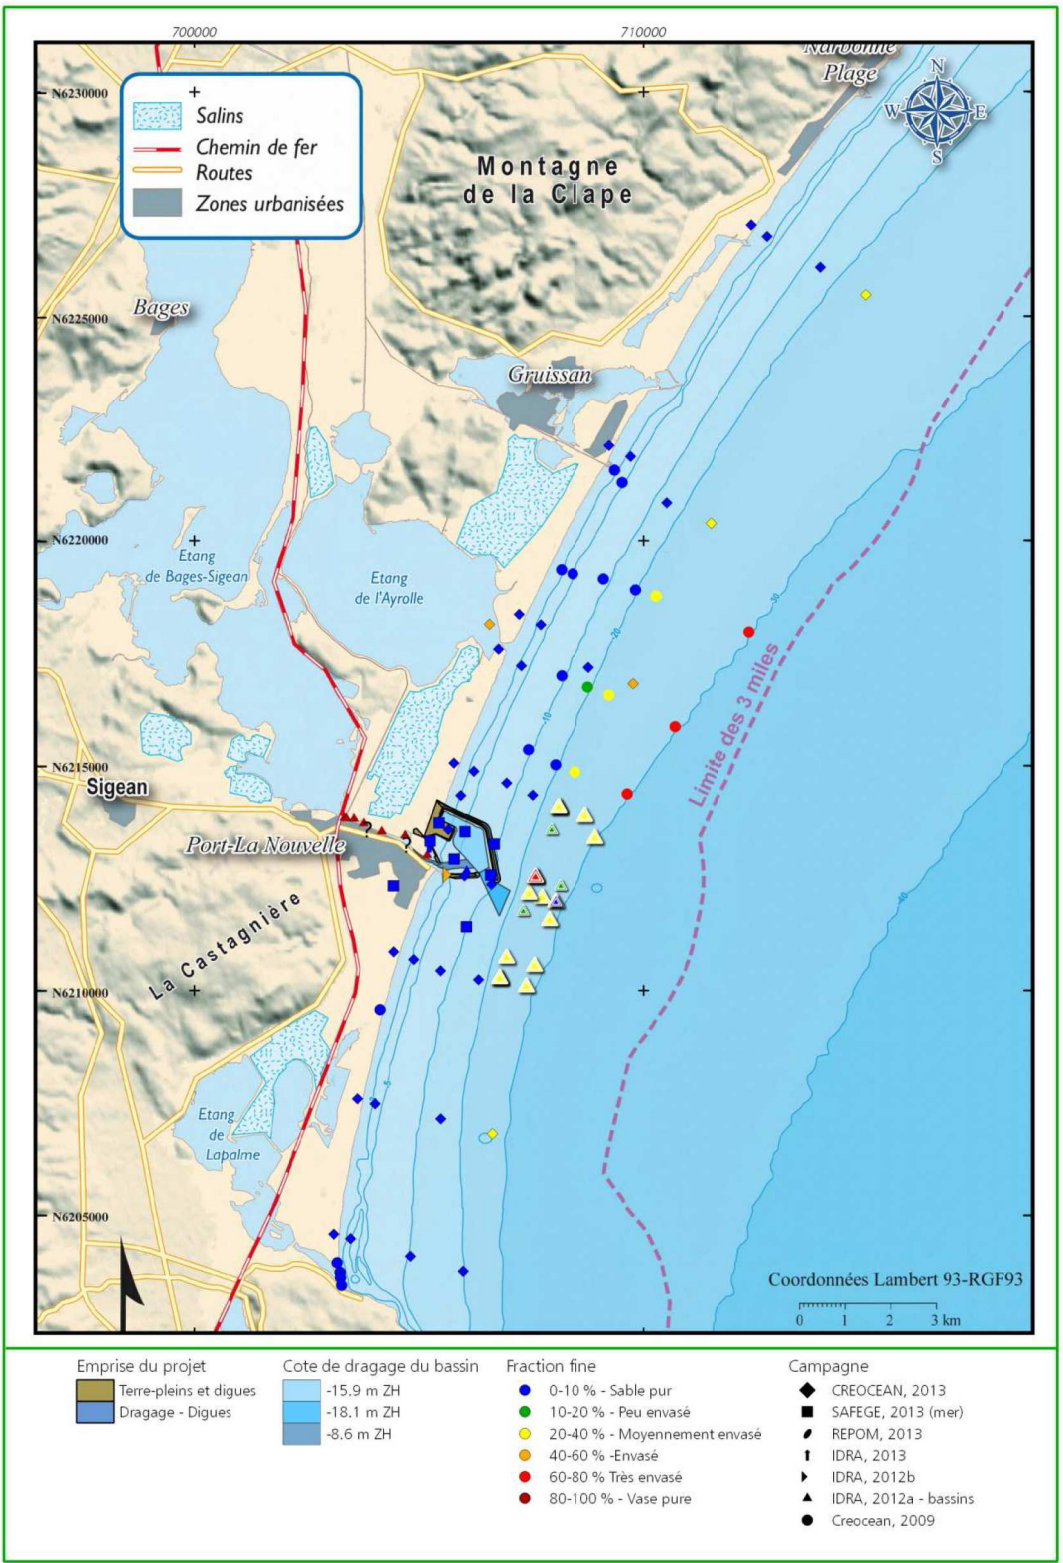 700000
710000
Narbonne
Plage
N6230000
N
W
E
S
Salins
Chemin de fer
Routes
Zones urbanisées
Montagne
de la Clape
Bages
N6225000
Gruissan
N6220000
Etang
de Bages-Sigean
Etang
de l'Ayrolle
-30
-20
-10
Limite des 3 miles
N6215000
Sigean
?
?
Port-La Nouvelle
-40
La Castagnière
N6210000
-5
Etang
de
Lapalme
N6205000
Coordonnées Lambert 93-RGF93
0 1 2 3 km
Emprise du projet
Terre-pleins et digues
Dragage - Digues
Cote de dragage du bassin
-15.9 m ZH
-18.1 m ZH
-8.6 m ZH
Fraction fine
0-10 % - Sable pur
10-20 % - Peu envasé
20-40 % - Moyennement envasé
40-60 % -Envasé
60-80 % Très envasé
80-100 % - Vase pure
Campagne
CREOCEAN, 2013
SAFEGE, 2013 (mer)
REPOM, 2013
IDRA, 2013
IDRA, 2012b
IDRA, 2012a - bassins
Creocean, 2009